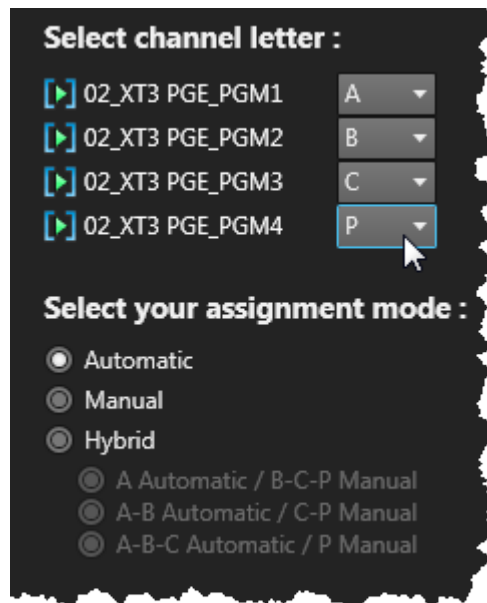 Select channel letter :
02_XT3 PGE_PGM1 A
02_XT3 PGE_PGM2 B
02_XT3 PGE_PGM3 C
02_XT3 PGE_PGM4 P
Select your assignment mode :
Automatic
Manual
Hybrid
A Automatic / B-C-P Manual
A-B Automatic / C-P Manual
A-B-C Automatic / P Manual